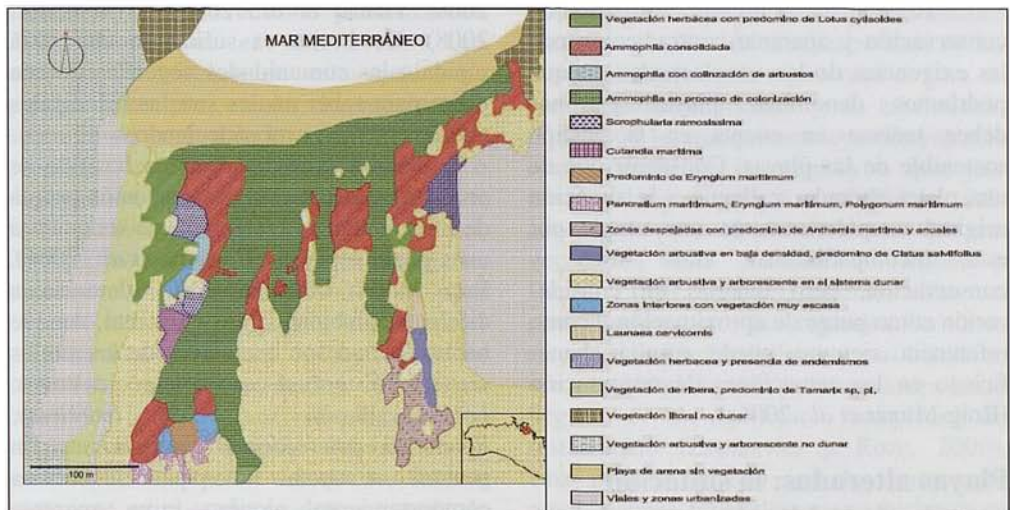 MAR MEDITERRÁNEO
100 m
Vegetación herbácea con predomino de Lotus cytisoides
Ammophila consolidada
Ammophila con colinzación de arbustos
Ammophila en proceso de
Scrophularia ramosissima
Cutandia maritima
Predominio de Eryngium maritimum
Pancratium maritimum, Eryngium maritimum, Polygonum maritimum
Zonas despejadas con predominio de Anthemis maritima y anuales
Vegetación arbustiva en baja densidad, predomino de Cistus salvifolius
Vegetación arbustiva y arborescente en el sistema dunar
Zonas interiores con vegetación muy escasa
Launaea cervicornis
Vegetación herbacea y presencia de endemismos
Vegetación de ribera, predominio de Tamarix sp, pl.
Vegetación litoral no dunar
Vegetación arbustiva y arborescente no dunar
Playa de arena sin vegetación
Viales y zonas urbanizadas